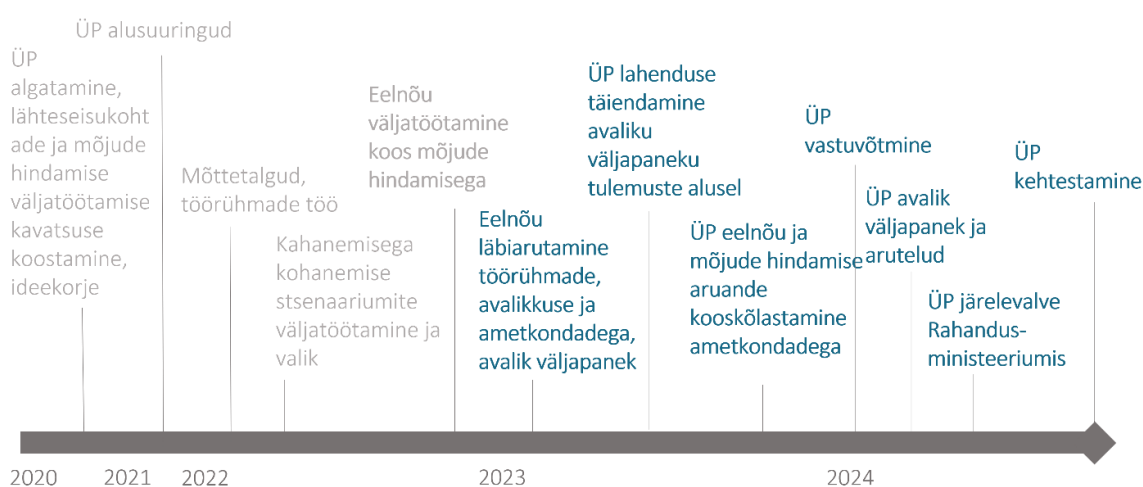 ÜP alusuuringud
ÜP
algatamine,
lähteseisukoht
ade ja mõjude
hindamise
väljatöötamise
kavatsuse
koostamine,
ideekorje
Mõttetalgud,
töörühmade töö
Kahanemisega
kohanemise
stsenaariumite
väljatöötamine ja
valik
Eelnõu
väljatöötamine
koos mõjude
hindamisega
Eelnõu
läbiarutamine
töörühmade,
avalikkuse ja
ametkondadega,
avalik väljapanek
ÜP lahenduse
täiendamine
avaliku
väljapaneku
tulemuste alusel
ÜP eelnõu ja
mõjude hindamise
aruande
kooskõlastamine
ametkondadega
ÜP
vastuvõtmine
ÜP avalik
väljapanek ja
arutelud
ÜP järelevalve
Rahandus-
ministeeriumis
ÜP
kehtestamine
2020
2021
2022
2023
2024